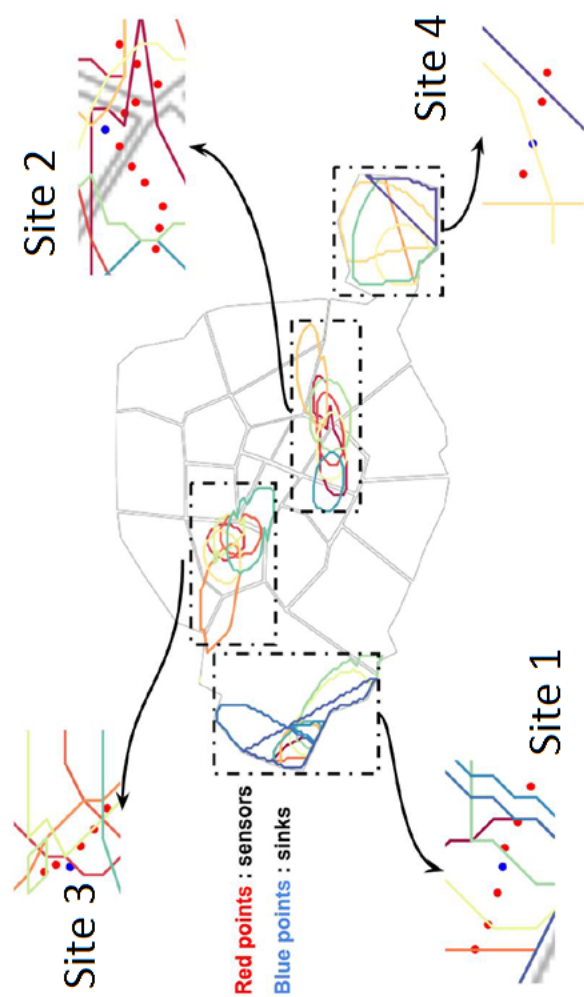 Site 2
Site 4
Site 3
Red points : sensors
Blue points : sinks
Site 1